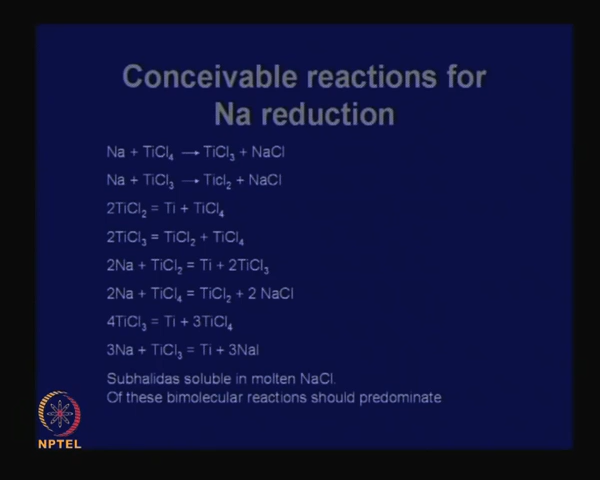 Conceivable reactions for
Na reduction
Na + TiCl₄ → TiCl₃ + NaCl
Na + TiCl₃ → Ticl₂ + NaCl
2TiCl₂ = Ti + TiCl₄
2TiCl₃ = TiCl₂ + TiCl₄
2Na + TiCl₂ = Ti + 2TiCl₃
2Na + TiCl₄ = TiCl₂ + 2 NaCl
4TiCl₃ = Ti + 3TiCl₄
3Na + TiCl₃ = Ti + 3Nal
Subhalidas soluble in molten NaCl.
Of these bimolecular reactions should predominate
NPTEL